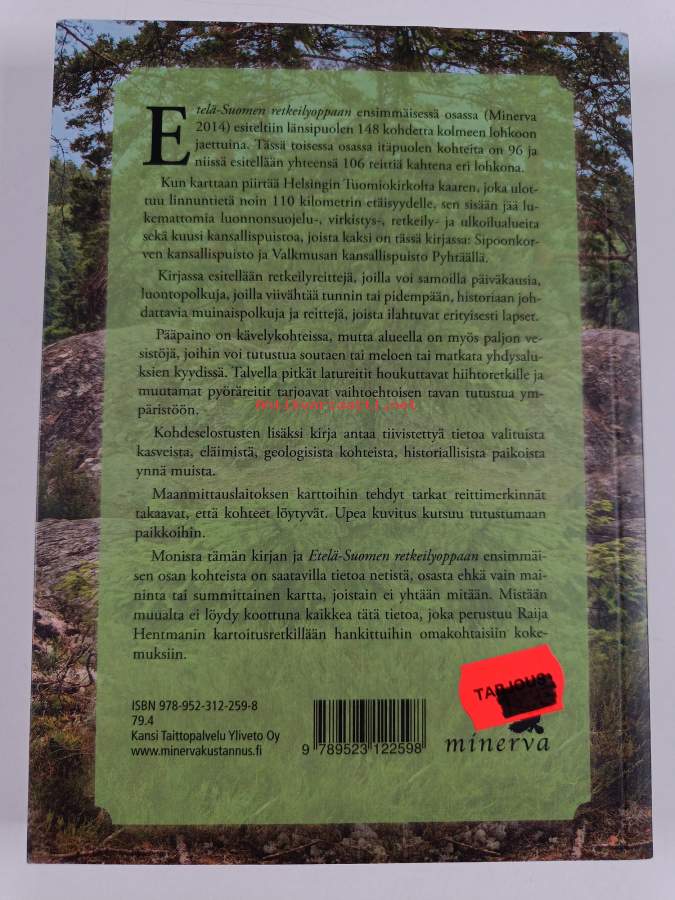 Etelä-Suomen retkeilyoppaan ensimmäisessä osassa (Minerva
2014) esiteltiin länsipuolen 148 kohdetta kolmeen lohkoon
jaettuina. Tässä toisessa osassa itäpuolen kohteita on 96 ja
niissä esitellään yhteensä 106 reittiä kahtena eri lohkona.
Kun karttaan piirtää Helsingin Tuomiokirkolta kaaren, joka ulot-
tuu linnuntietä noin 110 kilometrin etäisyydelle, sen sisään jää lu-
kemattomia luonnonsuojelu-, virkistys-, retkeily- ja ulkoilualueita
sekä kuusi kansallispuistoa, joista kaksi on tässä kirjassa: Sipoonkor-
ven kansallispuisto ja Valkmusan kansallispuisto Pyhtäällä.
Kirjassa esitellään retkeilyreittejä, joilla voi samoilla päiväkausia,
luontopolkuja, joilla viivähtää tunnin tai pidempään, historiaan joh-
dattavia muinaispolkuja ja reittejä, joista ilahtuvat erityisesti lapset.
Pääpaino on kävelykohteissa, mutta alueella on myös paljon ve-
sistöjä, joihin voi tutustua soutaen tai meloen tai matkata yhdysaluk-
sien kyydissä. Talvella pitkät latureitit houkuttavat hiihtoretkille ja
muutamat pyöräreitit tarjoavat vaihtoehtoisen tavan tutustua ym-
päristöön.
Antikvariaatti.net
Kohdeselostusten lisäksi kirja antaa tiivistettyä tietoa valituista
kasveista, eläimistä, geologisista kohteista, historiallisista paikoista
ynnä muista.
Maanmittauslaitoksen karttoihin tehdyt tarkat reittimerkinnät
takaavat, että kohteet löytyvät. Upea kuvitus kutsuu tutustumaan
paikkoihin.
Monista tämän kirjan ja Etelä-Suomen retkeilyoppaan ensimmäi-
sen osan kohteista on saatavilla tietoa netistä, osasta ehkä vain mai-
ninta tai summittainen kartta, joistain ei yhtään mitään. Mistään
muualta ei löydy koottuna kaikkea tätä tietoa, joka perustuu Raija
Hentmanin kartoitusretkillään hankittuihin omakohtaisiin koke-
muksiin.
TARJOUS
ISBN 978-952-312-259-8
79.4
Kansi Taittopalvelu Yliveto Oy
www.minervakustannus.fi
9 789523 122598
minerva